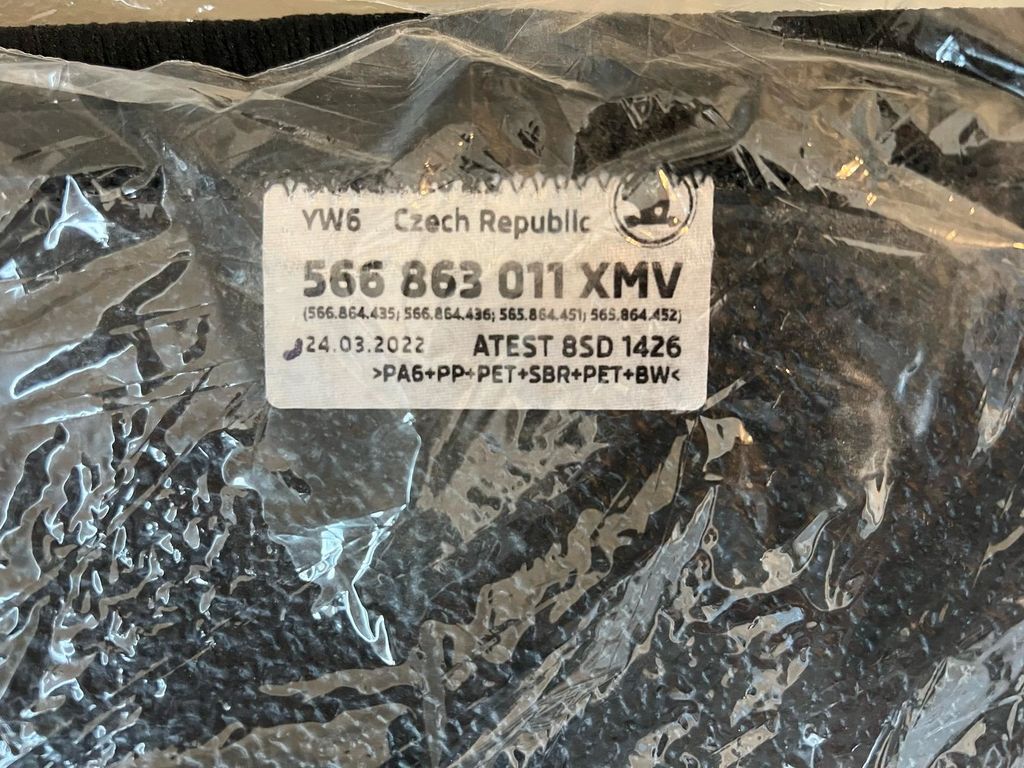 YW6 Czech Republic
566 863 011 XMV
(566.864.435; 566.864.436; 565.864.451; 565.864.452)
24.03.2022 ATEST 8SD 1426
>PA6+PP+PET+SBR+PET+BW<